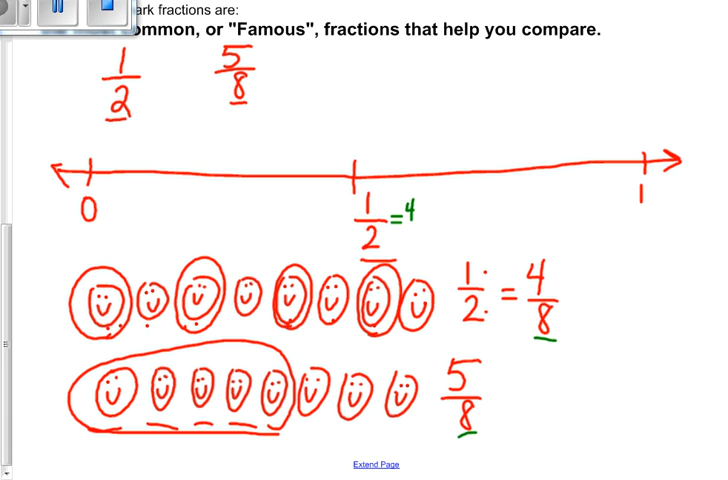 ark fractions are:
ommon, or "Famous", fractions that help you compare.
1/2 5/8
0 1/2 =4 1
1/2 = 4/8
5/8
Extend Page